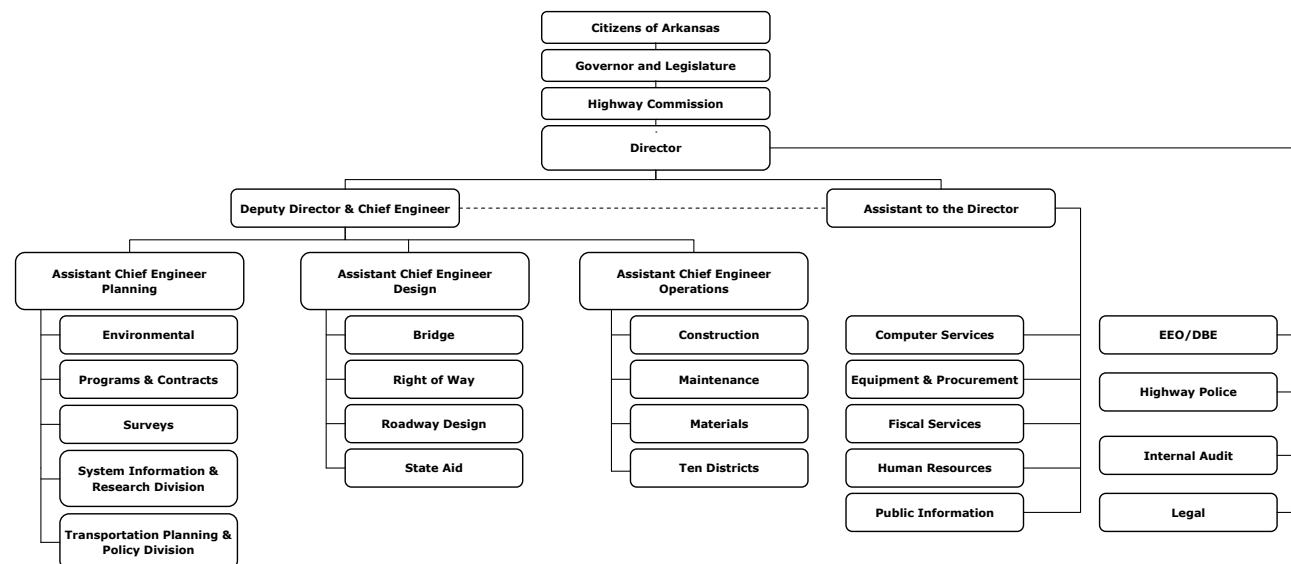 Citizens of Arkansas
Governor and Legislature
Highway Commission
Director
Deputy Director & Chief Engineer
Assistant to the Director
Assistant Chief Engineer
Planning
Assistant Chief Engineer
Design
Assistant Chief Engineer
Operations
Environmental
Programs & Contracts
Surveys
System Information &
Research Division
Transportation Planning &
Policy Division
Bridge
Right of Way
Roadway Design
State Aid
Construction
Maintenance
Materials
Ten Districts
Computer Services
Equipment & Procurement
Fiscal Services
Human Resources
Public Information
EEO/DBE
Highway Police
Internal Audit
Legal